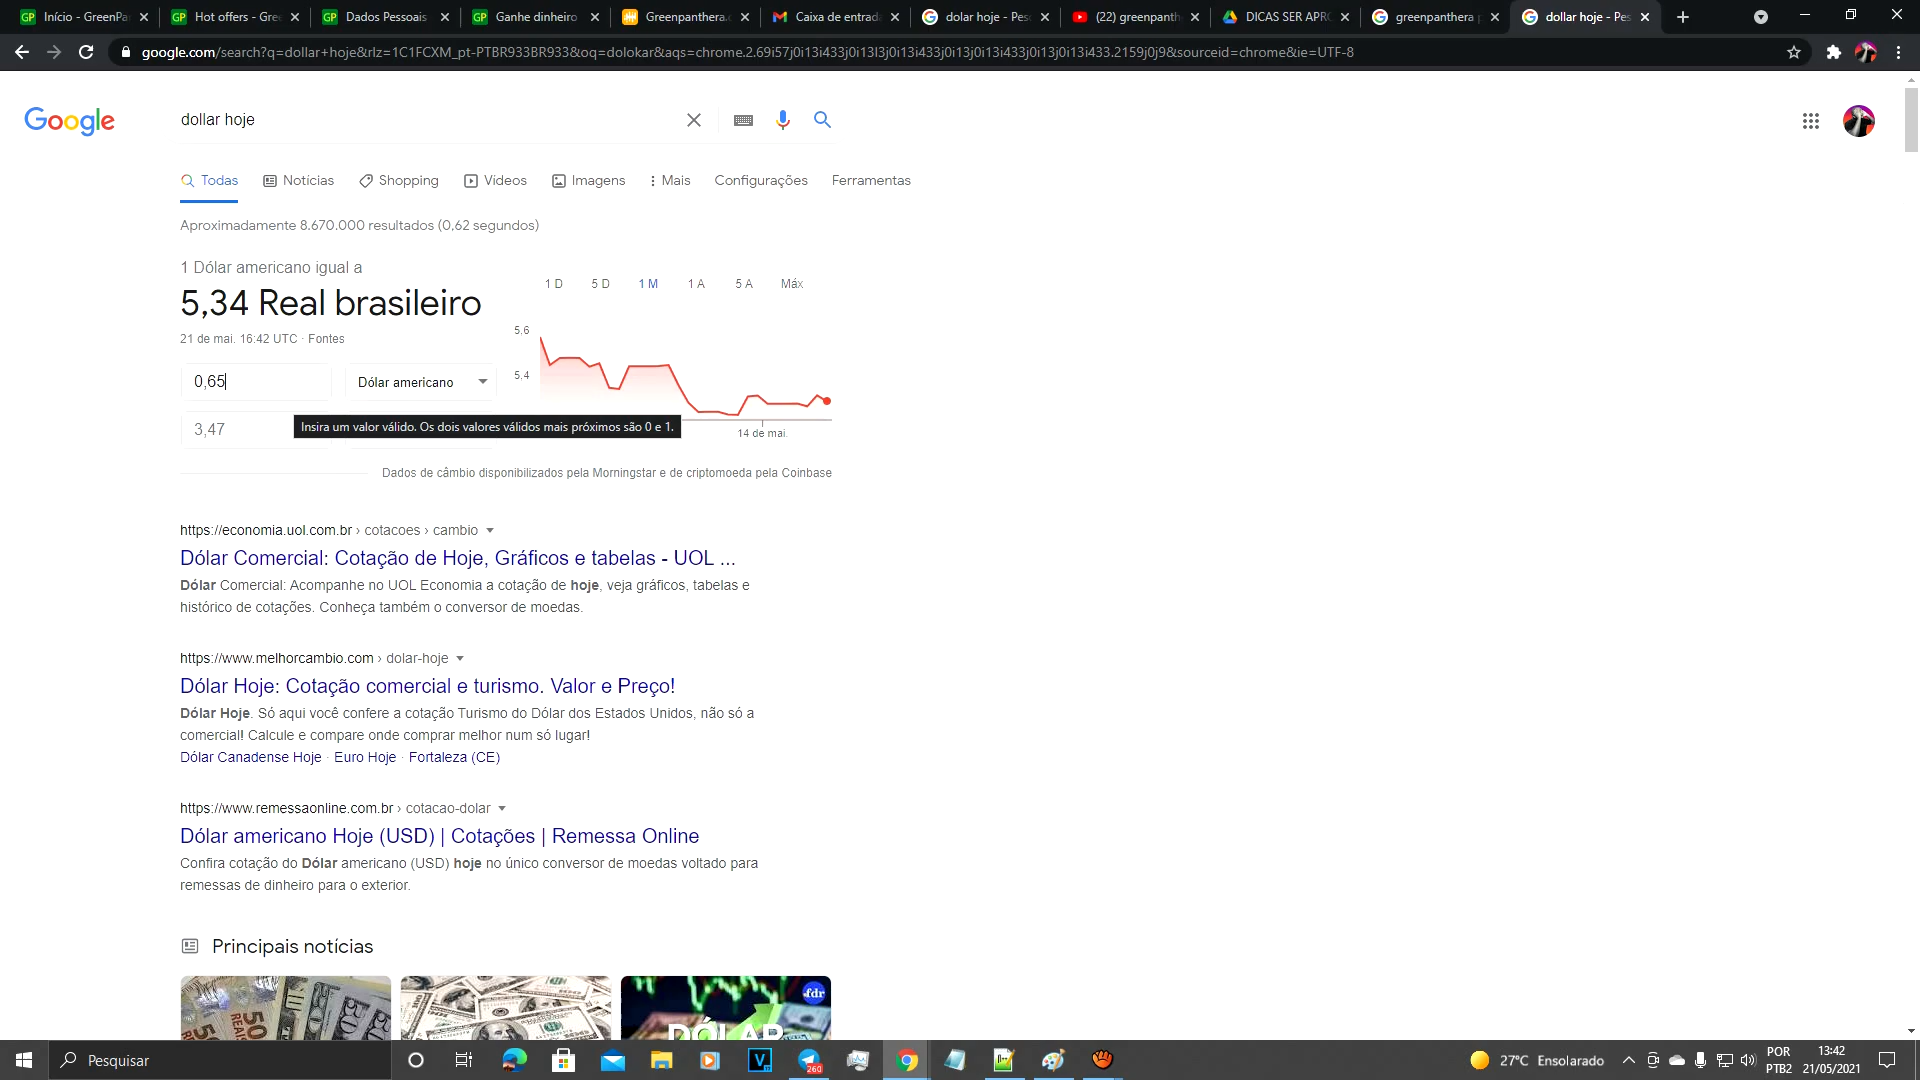 Início - GreenPan
Hot offers - Gree
Dados Pessoais
Ganhe dinheiro
Greenpanthera.c
Caixa de entrada
dolar hoje - Pesq
(22) greenpanthe
DICAS SER APRO
greenpanthera p
dollar hoje - Pesq
google.com/search?q=dollar+hoje&rlz=1C1FCXM_pt-PTBR933BR933&oq=dolokar&aqs=chrome.2.69i57j0i13i433j0i13l3j0i13i433j0i13j0i13i433j0i13j0i13i433.2159j0j9&sourceid=chrome&ie=UTF-8
Google
dollar hoje
Todas
Notícias
Shopping
Vídeos
Imagens
Mais
Configurações
Ferramentas
Aproximadamente 8.670.000 resultados (0,62 segundos)
1 Dólar americano igual a
5,34 Real brasileiro
21 de mai. 16:42 UTC · Fontes
1 D 5 D 1 M 1 A 5 A Máx
5,6
5,4
0,65
Dólar americano
3,47
Insira um valor válido. Os dois valores válidos mais próximos são 0 e 1.
14 de mai.
Dados de câmbio disponibilizados pela Morningstar e de criptomoeda pela Coinbase
https://economia.uol.com.br › cotacoes › cambio
Dólar Comercial: Cotação de Hoje, Gráficos e tabelas - UOL ...
Dólar Comercial: Acompanhe no UOL Economia a cotação de hoje, veja gráficos, tabelas e
histórico de cotações. Conheça também o conversor de moedas.
https://www.melhorcambio.com › dolar-hoje
Dólar Hoje: Cotação comercial e turismo. Valor e Preço!
Dólar Hoje. Só aqui você confere a cotação Turismo do Dólar dos Estados Unidos, não só a
comercial! Calcule e compare onde comprar melhor num só lugar!
Dólar Canadense Hoje · Euro Hoje · Fortaleza (CE)
https://www.remessaonline.com.br › cotacao-dolar
Dólar americano Hoje (USD) | Cotações | Remessa Online
Confira cotação do Dólar americano (USD) hoje no único conversor de moedas voltado para
remessas de dinheiro para o exterior.
Principais notícias
fdr
DÓLAR
Pesquisar
260
27°C Ensolarado
POR
PTB2
13:42
21/05/2021